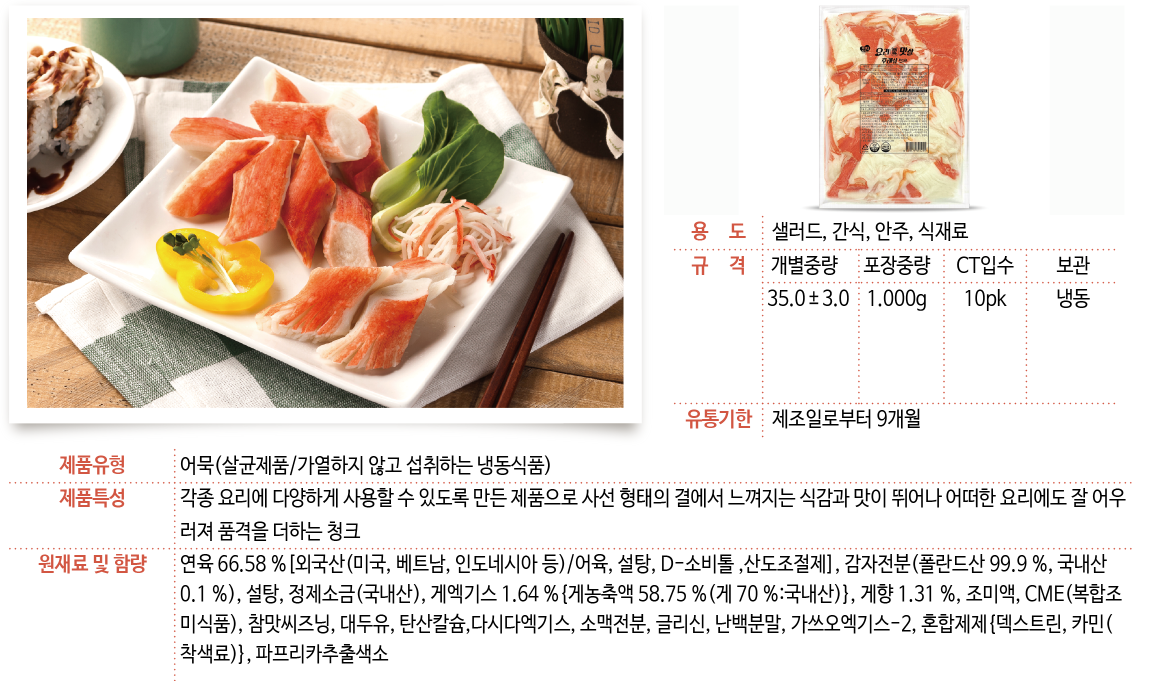 요리 맛살
용 도 샐러드, 간식, 안주, 식재료
규 격 개별중량 포장중량 CT입수 보관
35.0±3.0 1.000g 10pk 냉동
유통기한 제조일로부터 9개월
제품유형 어묵(살균제품/가열하지 않고 섭취하는 냉동식품)
제품특성 각종 요리에 다양하게 사용할 수 있도록 만든 제품으로 사선 형태의 결에서 느껴지는 식감과 맛이 뛰어나 어떠한 요리에도 잘 어우
러져 품격을 더하는 청크
원재료 및 함량 연육 66.58 %[외국산(미국, 베트남, 인도네시아 등)/어육, 설탕, D-소비톨 ,산도조절제], 감자전분(폴란드산 99.9 %, 국내산
0.1 %), 설탕, 정제소금(국내산), 게엑기스 1.64 %{게농축액 58.75 %(게 70 %:국내산)}, 게향 1.31 %, 조미액, CME(복합조
미식품), 참맛씨즈닝, 대두유, 탄산칼슘,다시다엑기스, 소맥전분, 글리신, 난백분말, 가쓰오엑기스-2, 혼합제제{덱스트린, 카민(
착색료)}, 파프리카추출색소